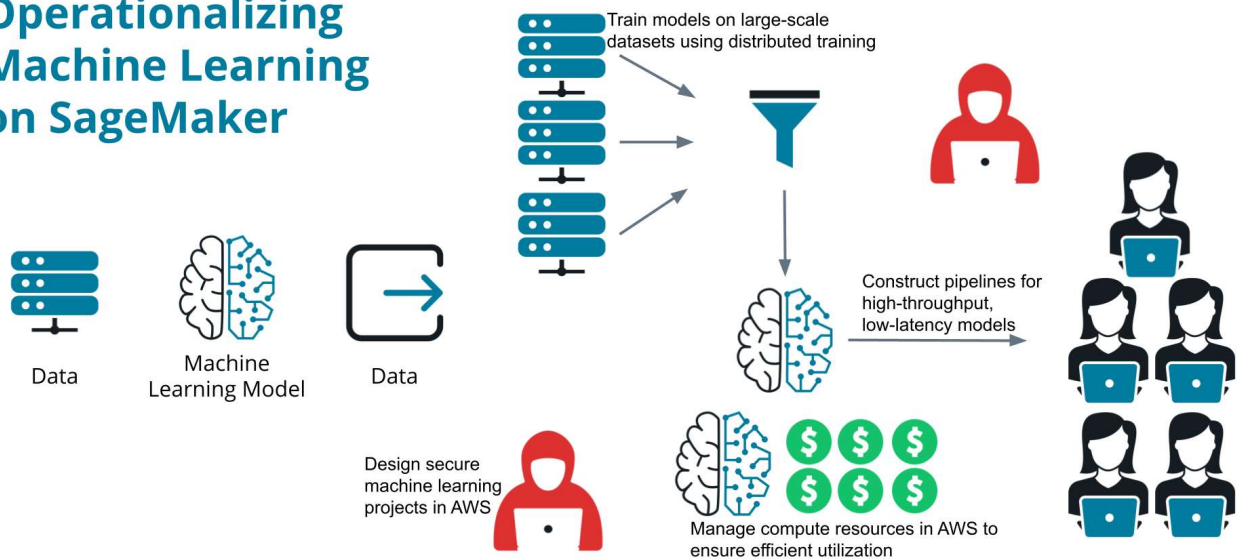 Operationalizing
Machine Learning
on SageMaker
Train models on large-scale
datasets using distributed training
Data
Machine
Learning Model
Data
Construct pipelines for
high-throughput,
low-latency models
Design secure
machine learning
projects in AWS
$ $ $
$ $ $
Manage compute resources in AWS to
ensure efficient utilization